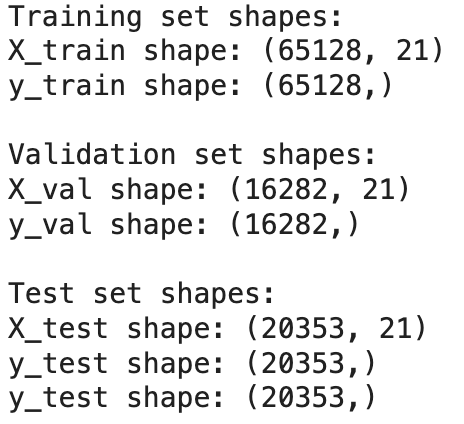 Training set shapes:
X_train shape: (65128, 21)
y_train shape: (65128,)

Validation set shapes:
X_val shape: (16282, 21)
y_val shape: (16282,)

Test set shapes:
X_test shape: (20353, 21)
y_test shape: (20353,)
y_test shape: (20353,)